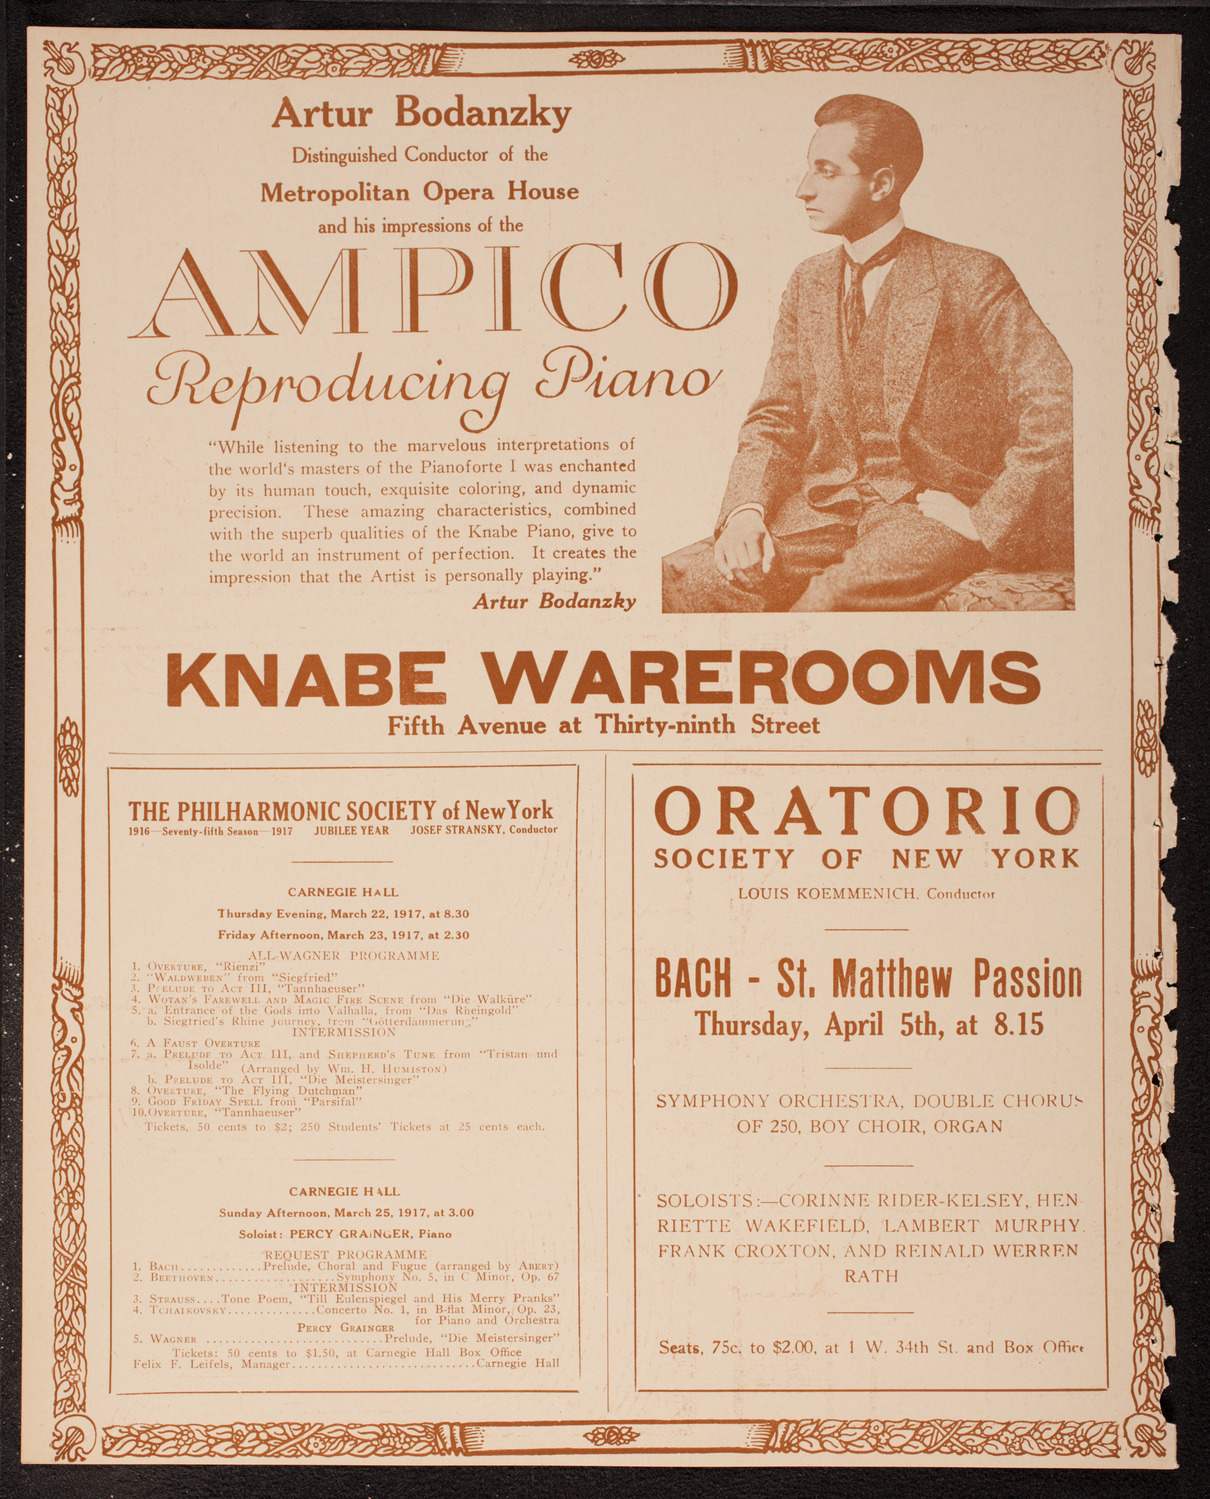 Artur Bodanzky
Distinguished Conductor of the
Metropolitan Opera House
and his impressions of the
AMPICO
Reproducing Piano
“While listening to the marvelous interpretations of
the world‘s masters of the Pianoforte I was enchanted
by its human touch, exquisite coloring, and dynamic
precision. These amazing characteristics, combined
with the superb qualities of the Knabe Piano, give to
the world an instrument of perfection. It creates the
impression that the Artist is personally playing.”
Artur Bodanzky
KNABE WAREROOMS
Fifth Avenue at Thirty-ninth Street
THE PHILHARMONIC SOCIETY of New York
1916—Seventy-fifth Season—1917 JUBILEE YEAR JOSEF STRANSKY, Conductor
CARNEGIE HALL
Thursday Evening, March 22, 1917, at 8.30
Friday Afternoon, March 23, 1917, at 2.30
ALL-WAGNER PROGRAMME
1. OVERTURE, “Rienzi”
2. “WALDWEBEN” from “Siegfried”
3. PRELUDE TO ACT III, “Tannhaeuser”
4. WOTAN'S FAREWELL AND MAGIC FIRE SCENE from “Die Walküre”
5. a. Entrance of the Gods into Valhalla, from “Das Rheingold”
b. Siegfried's Rhine Journey, from “Götterdämmerung”
INTERMISSION
6. A FAUST OVERTURE
7. a. PRELUDE TO ACT III, and SHEPHERD'S TUNE from “Tristan und
Isolde” (Arranged by Wm. H. HUMISTON)
b. PRELUDE TO ACT III, “Die Meistersinger”
8. OVERTURE, “The Flying Dutchman”
9. GOOD FRIDAY SPELL from “Parsifal”
10. OVERTURE, “Tannhaeuser”
Tickets, 50 cents to $2; 250 Students' Tickets at 25 cents each.
CARNEGIE HALL
Sunday Afternoon, March 25, 1917, at 3.00
Soloist: PERCY GRAINGER, Piano
REQUEST PROGRAMME
1. BACH............Prelude, Choral and Fugue (arranged by ABERT)
2. BEETHOVEN..................Symphony No. 5, in C Minor, Op. 67
INTERMISSION
3. STRAUSS....Tone Poem, “Till Eulenspiegel and His Merry Pranks”
4. TCHAIKOVSKY.............Concerto No. 1, in B-flat Minor, Op. 23,
for Piano and Orchestra
PERCY GRAINGER
5. WAGNER ...........................Prelude, “Die Meistersinger”
Tickets: 50 cents to $1.50, at Carnegie Hall Box Office
Felix F. Leifels, Manager............................Carnegie Hall
ORATORIO
SOCIETY OF NEW YORK
LOUIS KOEMMENICH. Conductor
BACH - St. Matthew Passion
Thursday, April 5th, at 8.15
SYMPHONY ORCHESTRA, DOUBLE CHORUS
OF 250, BOY CHOIR, ORGAN
SOLOISTS:—CORINNE RIDER-KELSEY, HEN
RIETTE WAKEFIELD, LAMBERT MURPHY.
FRANK CROXTON, AND REINALD WERREN
RATH
Seats, 75c. to $2.00, at 1 W. 34th St. and Box Office